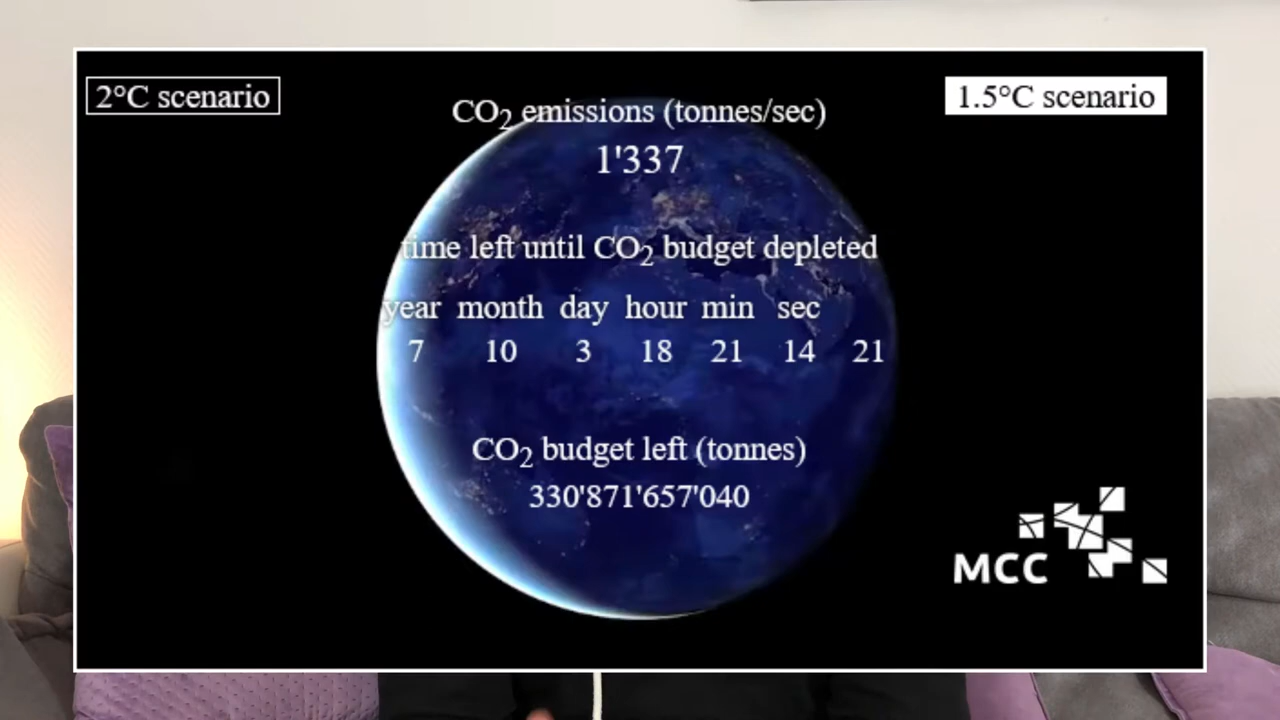 2°C scenario
1.5°C scenario
CO₂ emissions (tonnes/sec)
1'337
time left until CO₂ budget depleted
year month day hour min sec
7 10 3 18 21 14 21
CO₂ budget left (tonnes)
330'871'657'040
MCC